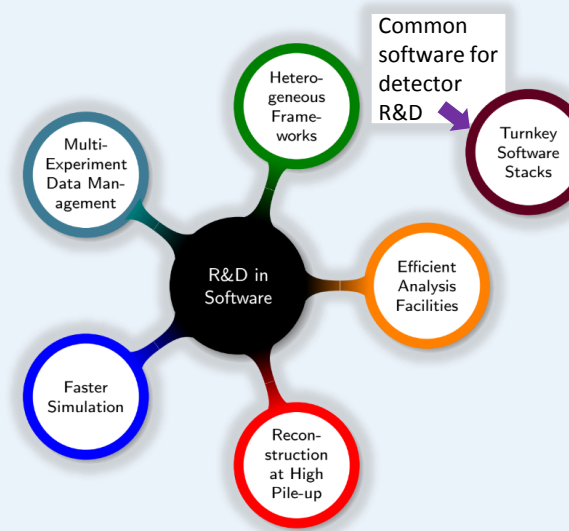 Common
software for
detector
R&D
Hetero-
geneous
Frame-
works
Turnkey
Software
Stacks
Multi-
Experiment
Data Man-
agement
R&D in
Software
Efficient
Analysis
Facilities
Faster
Simulation
Recon-
struction
at High
Pile-up